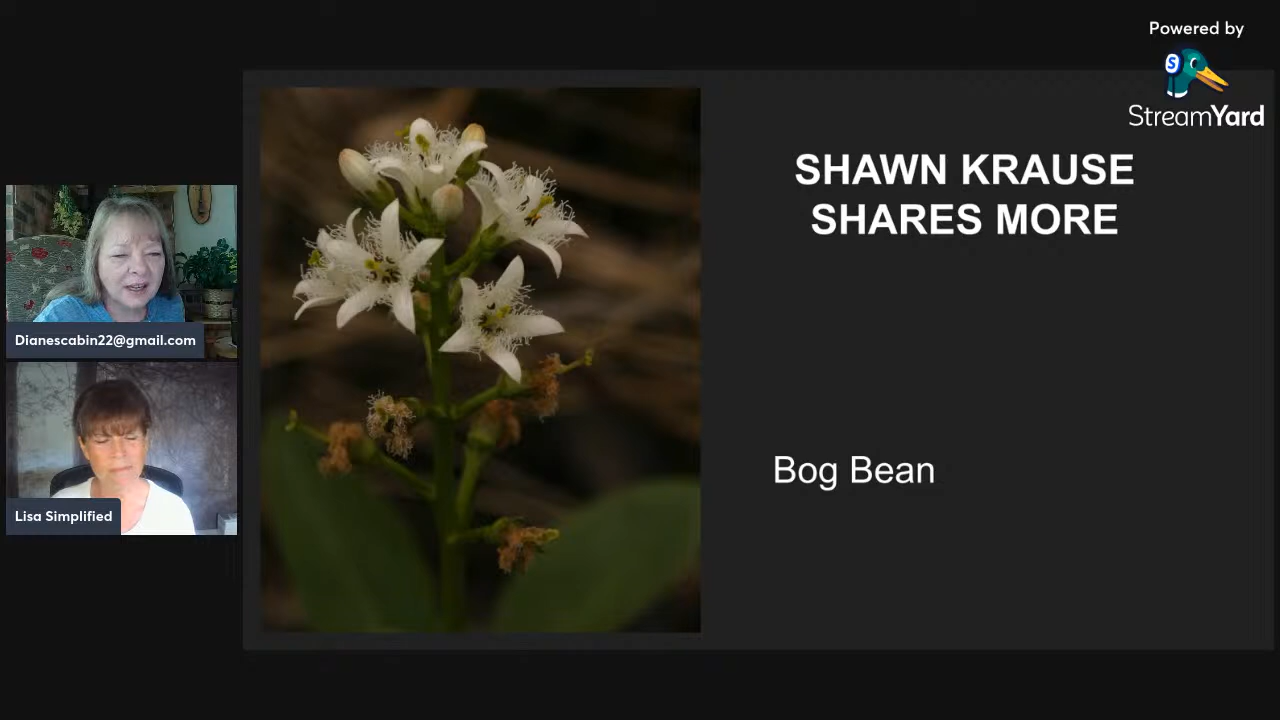 Powered by
S
StreamYard
SHAWN KRAUSE
SHARES MORE
Dianescabin22@gmail.com
Bog Bean
Lisa Simplified